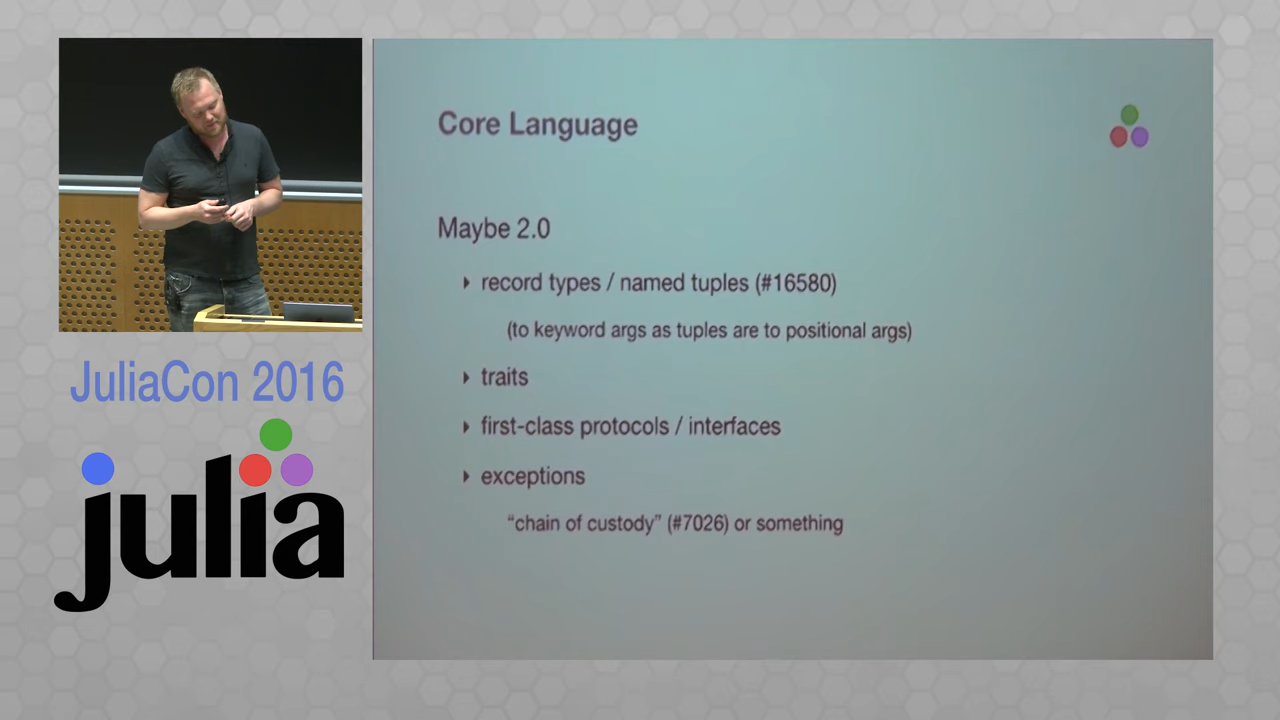 JuliaCon 2016
julia
Core Language
Maybe 2.0
record types / named tuples (#16580)
(to keyword args as tuples are to positional args)
traits
first-class protocols / interfaces
exceptions
“chain of custody” (#7026) or something